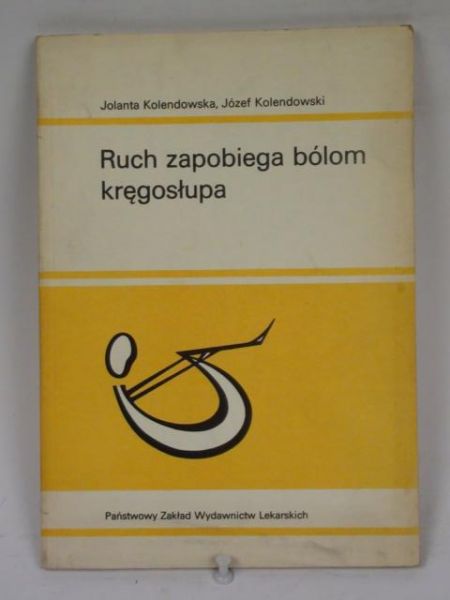 Jolanta Kolendowska, Józef Kolendowski
Ruch zapobiega bólom
kręgosłupa
Państwowy Zakład Wydawnictw Lekarskich